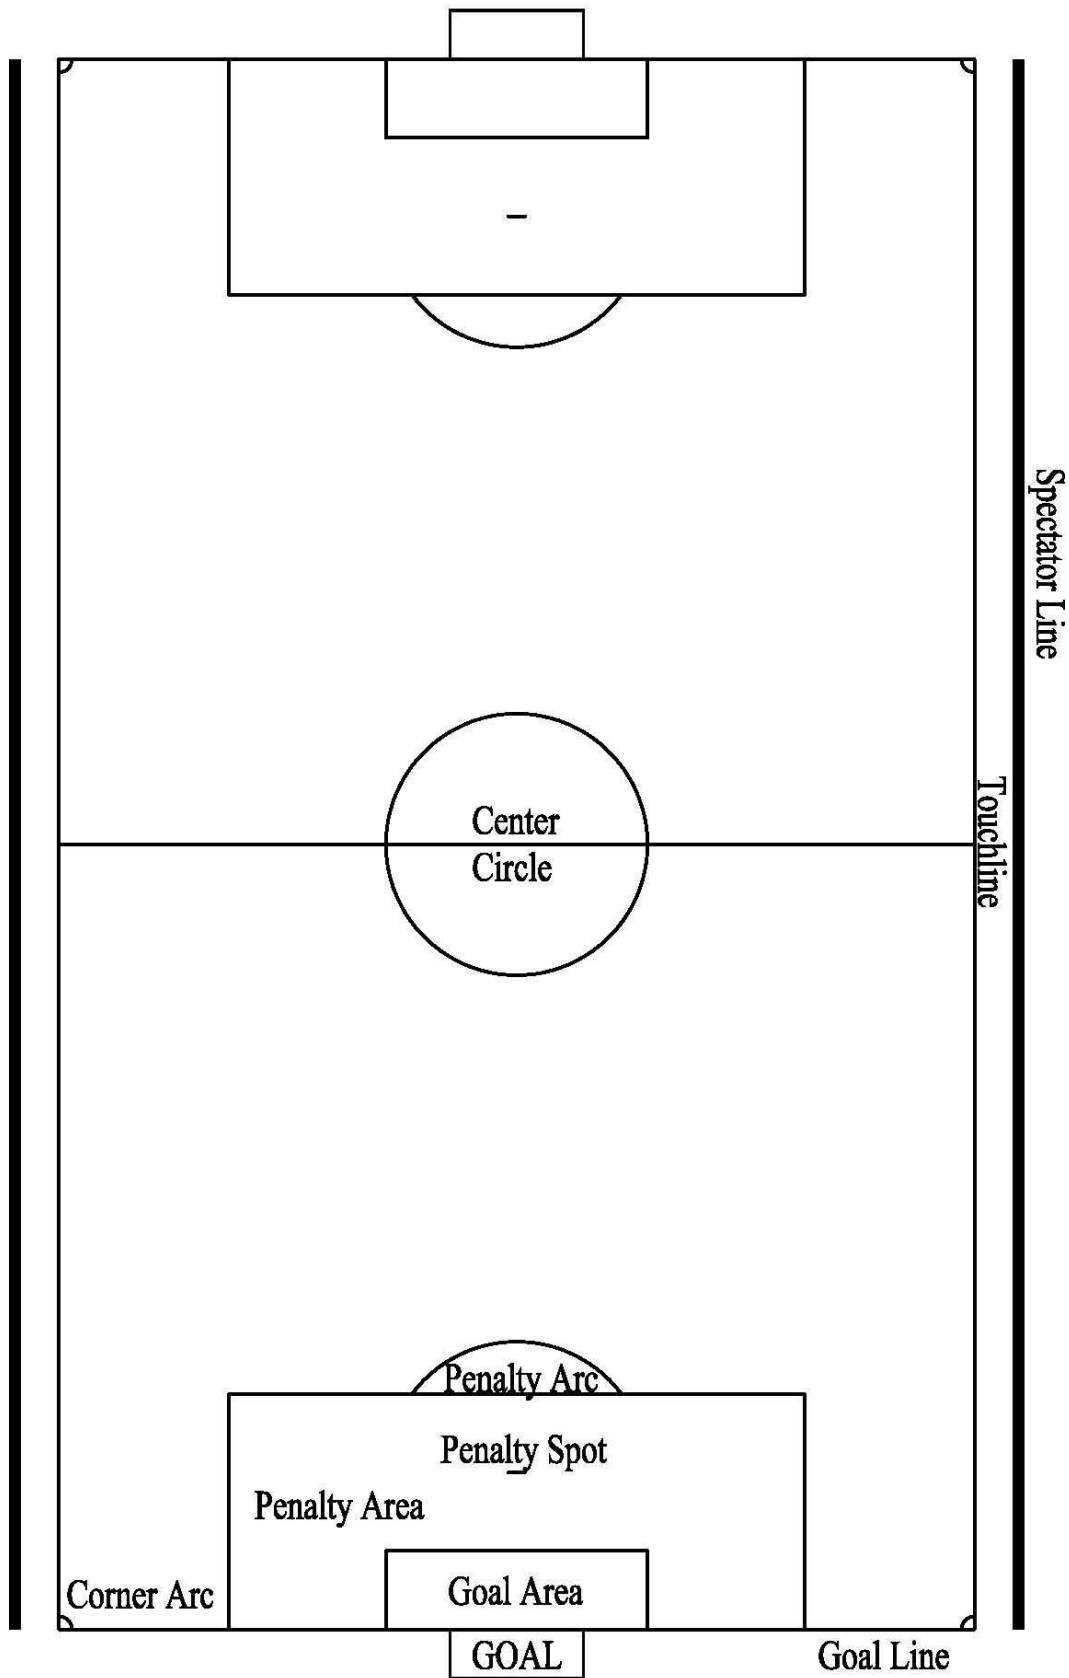 Spectator Line
Touchline
Center
Circle
Penalty Arc
Penalty Spot
Penalty Area
Corner Arc
Goal Area
GOAL
Goal Line